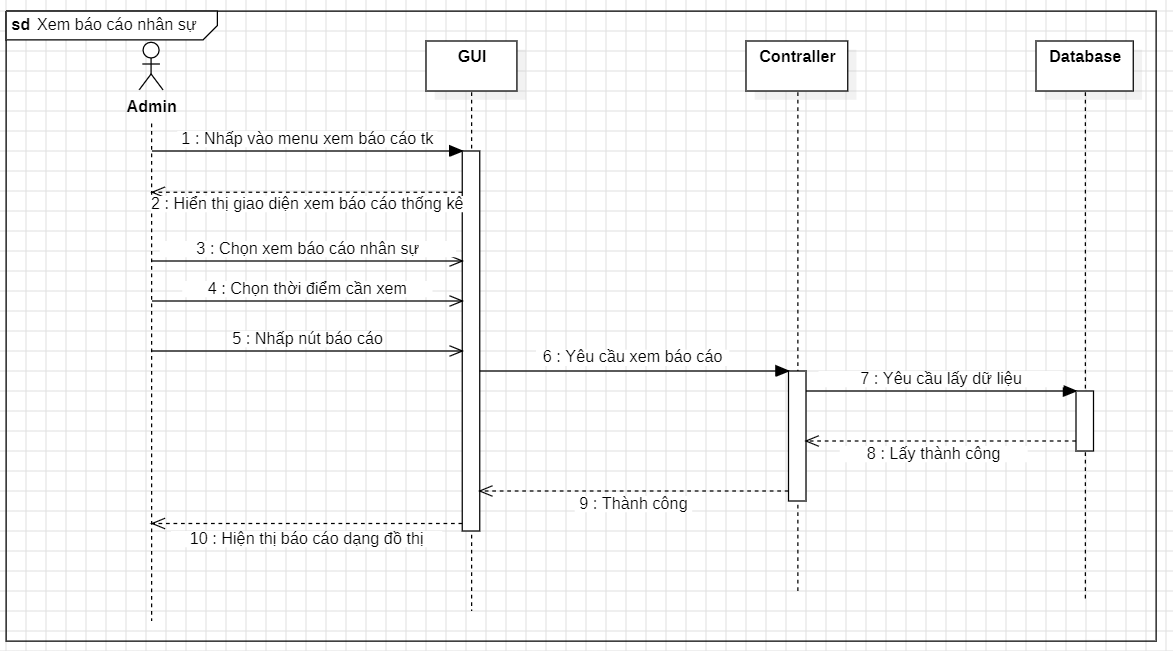 sd Xem báo cáo nhân sự
GUI
Contraller
Database
Admin
1 : Nhấp vào menu xem báo cáo tk
2 : Hiển thị giao diện xem báo cáo thống kê
3 : Chọn xem báo cáo nhân sự
4 : Chọn thời điểm cần xem
5 : Nhấp nút báo cáo
6 : Yêu cầu xem báo cáo
7 : Yêu cầu lấy dữ liệu
8 : Lấy thành công
9 : Thành công
10 : Hiện thị báo cáo dạng đồ thị